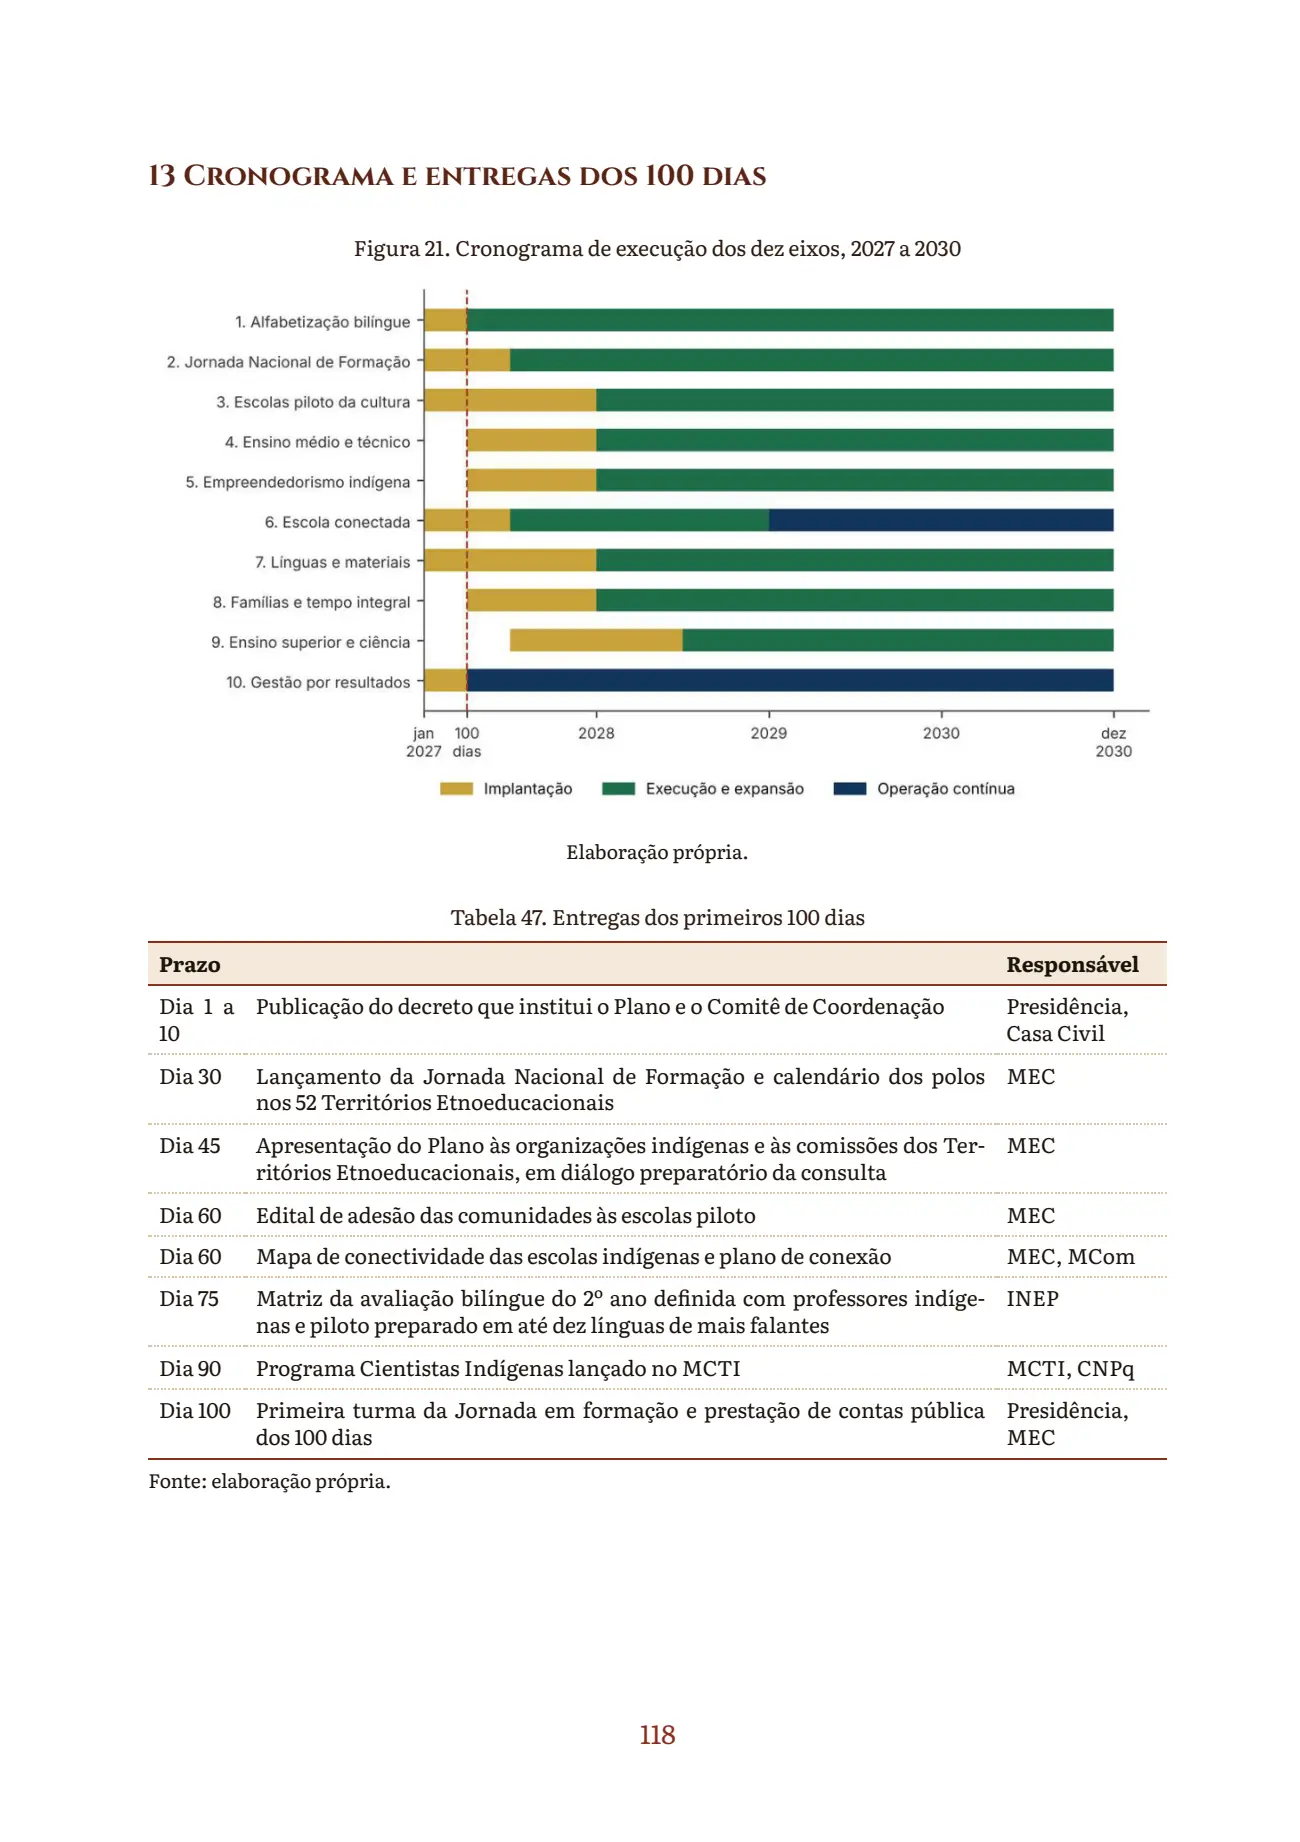 13 Cronograma e entregas dos 100 dias
Figura 21. Cronograma de execução dos dez eixos, 2027 a 2030
1. Alfabetização bilíngue
2. Jornada Nacional de Formação
3. Escolas piloto da cultura
4. Ensino médio e técnico
5. Empreendedorismo indígena
6. Escola conectada
7. Línguas e materiais
8. Famílias e tempo integral
9. Ensino superior e ciência
10. Gestão por resultados
jan 100 2028 2029 2030 dez
2027 dias 2030
Implantação Execução e expansão Operação contínua
Elaboração própria.
Tabela 47. Entregas dos primeiros 100 dias
Prazo Responsável
Dia 1 a Publicação do decreto que institui o Plano e o Comitê de Coordenação Presidência,
10 Casa Civil
Dia 30 Lançamento da Jornada Nacional de Formação e calendário dos polos MEC
nos 52 Territórios Etnoeducacionais
Dia 45 Apresentação do Plano às organizações indígenas e às comissões dos Ter- MEC
ritórios Etnoeducacionais, em diálogo preparatório da consulta
Dia 60 Edital de adesão das comunidades às escolas piloto MEC
Dia 60 Mapa de conectividade das escolas indígenas e plano de conexão MEC, MCom
Dia 75 Matriz da avaliação bilíngue do 2º ano definida com professores indíge- INEP
nas e piloto preparado em até dez línguas de mais falantes
Dia 90 Programa Cientistas Indígenas lançado no MCTI MCTI, CNPq
Dia 100 Primeira turma da Jornada em formação e prestação de contas pública Presidência,
dos 100 dias MEC
Fonte: elaboração própria.
118